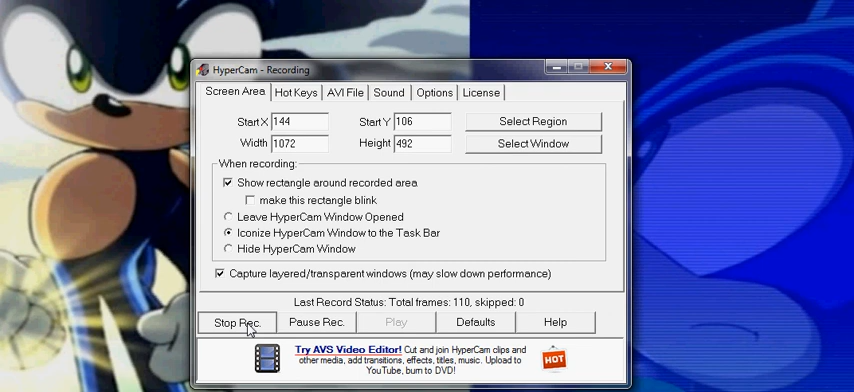 HyperCam - Recording
Screen Area Hot Keys AVI File Sound Options License
Start X 144 Start Y 106 Select Region
Width 1072 Height 492 Select Window
When recording:
Show rectangle around recorded area
make this rectangle blink
Leave HyperCam Window Opened
Iconize HyperCam Window to the Task Bar
Hide HyperCam Window
Capture layered/transparent windows (may slow down performance)
Last Record Status: Total frames: 110, skipped: 0
Stop Rec. Pause Rec. Play Defaults Help
Try AVS Video Editor! Cut and join HyperCam clips and
other media, add transitions, effects, titles, music. Upload to
YouTube, burn to DVD!
HOT